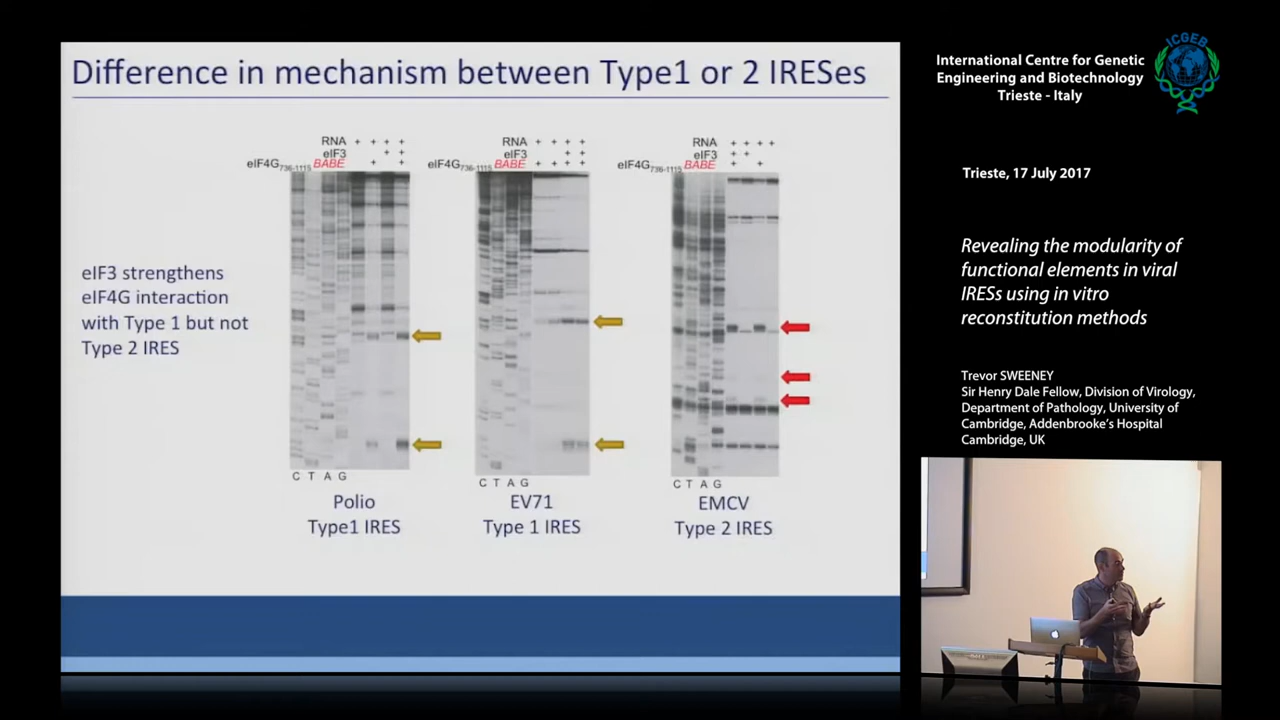 Difference in mechanism between Type1 or 2 IRESes
eIF3 strengthens
eIF4G interaction
with Type 1 but not
Type 2 IRES
RNA + + + +
eIF3 + +
eIF4G736-1115 BABE + +
C T A G
Polio
Type1 IRES
RNA + + + +
eIF3 + +
eIF4G736-1115 BABE + + + +
C T A G
EV71
Type 1 IRES
RNA + + + +
eIF3 + +
eIF4G736-1115 BABE + +
C T A G
EMCV
Type 2 IRES
International Centre for Genetic
Engineering and Biotechnology
Trieste - Italy
ICGEB
Trieste, 17 July 2017
Revealing the modularity of
functional elements in viral
IRESs using in vitro
reconstitution methods
Trevor SWEENEY
Sir Henry Dale Fellow, Division of Virology,
Department of Pathology, University of
Cambridge, Addenbrooke's Hospital
Cambridge, UK